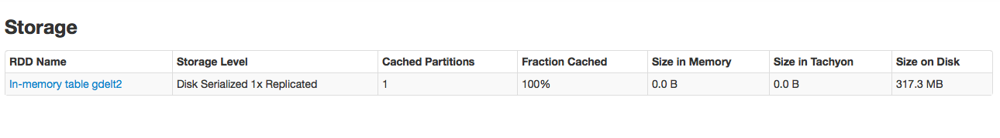 Storage
RDD Name Storage Level Cached Partitions Fraction Cached Size in Memory Size in Tachyon Size on Disk
In-memory table gdelt2 Disk Serialized 1x Replicated 1 100% 0.0 B 0.0 B 317.3 MB